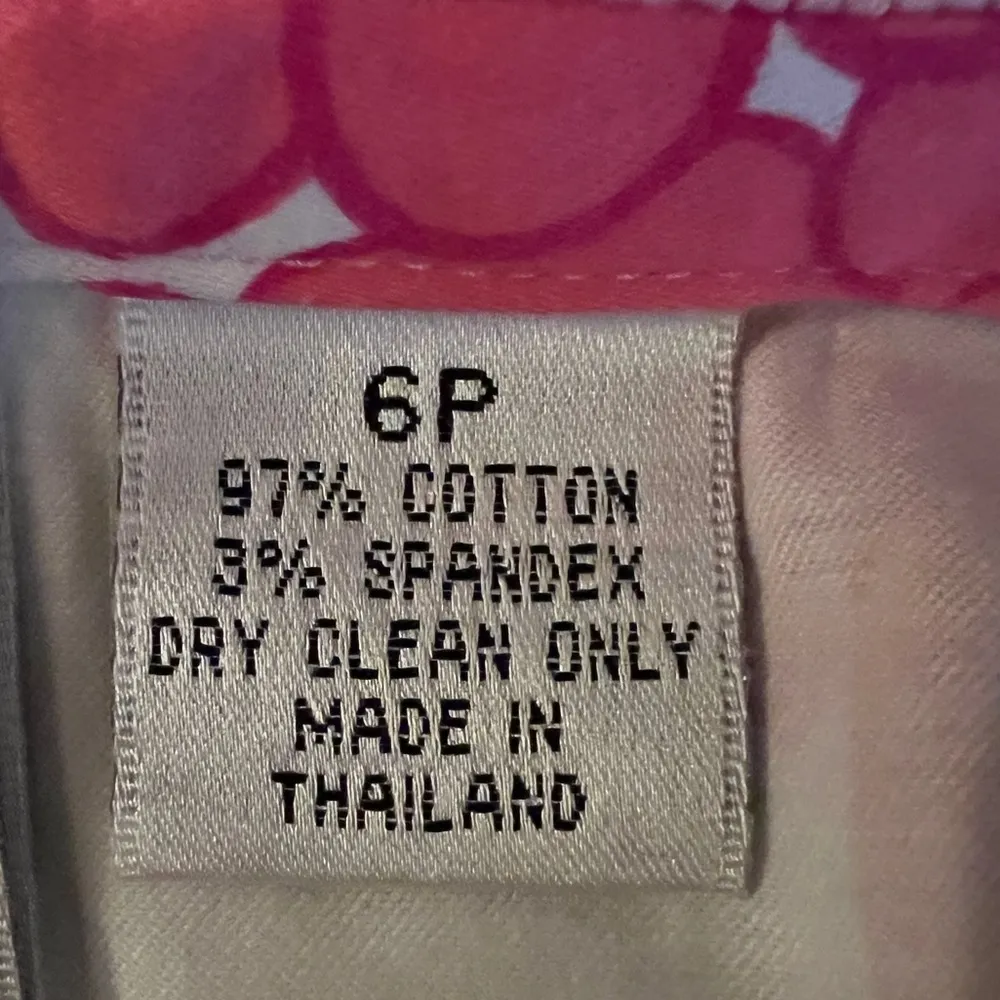 6P
97% COTTON
3% SPANDEX
DRY CLEAN ONLY
MADE IN
THAILAND